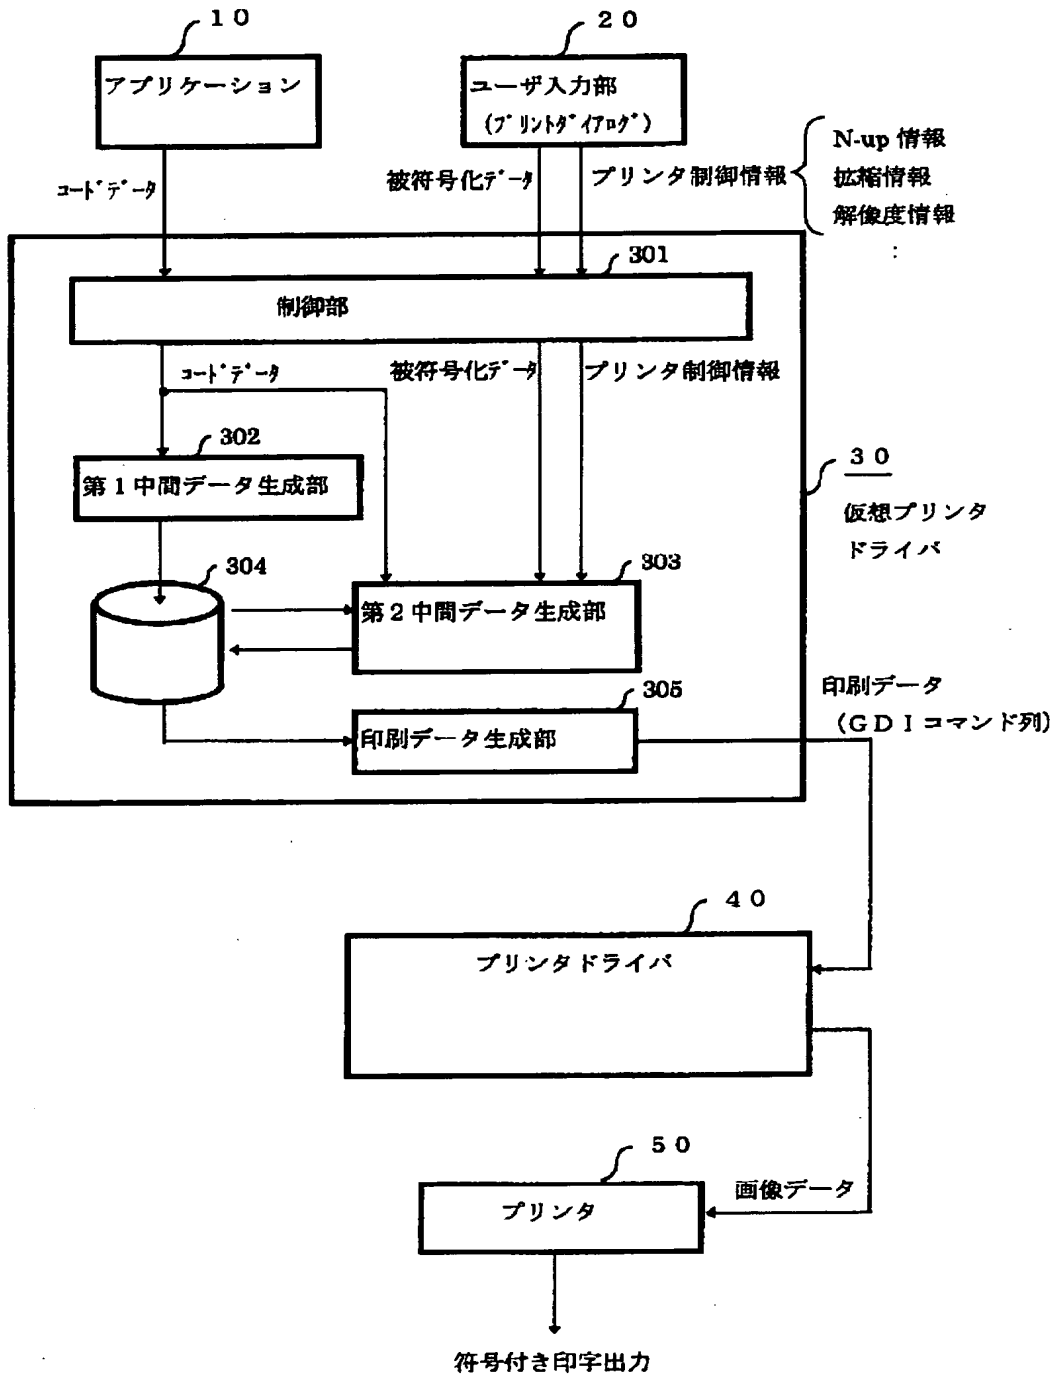 １０
アプリケーション
２０
ユーザ入力部
(ﾌﾟﾘﾝﾄﾀﾞｲｱﾛｸﾞ)
ｺｰﾄﾞﾃﾞｰﾀ
被符号化ﾃﾞｰﾀ
プリンタ制御情報
N-up 情報
拡縮情報
解像度情報
:
301
制御部
ｺｰﾄﾞﾃﾞｰﾀ
被符号化ﾃﾞｰﾀ
プリンタ制御情報
302
第１中間データ生成部
３０
仮想プリンタ
ドライバ
304
303
第２中間データ生成部
305
印刷データ生成部
印刷データ
(ＧＤＩコマンド列)
４０
プリンタドライバ
５０
プリンタ
画像データ
符号付き印字出力